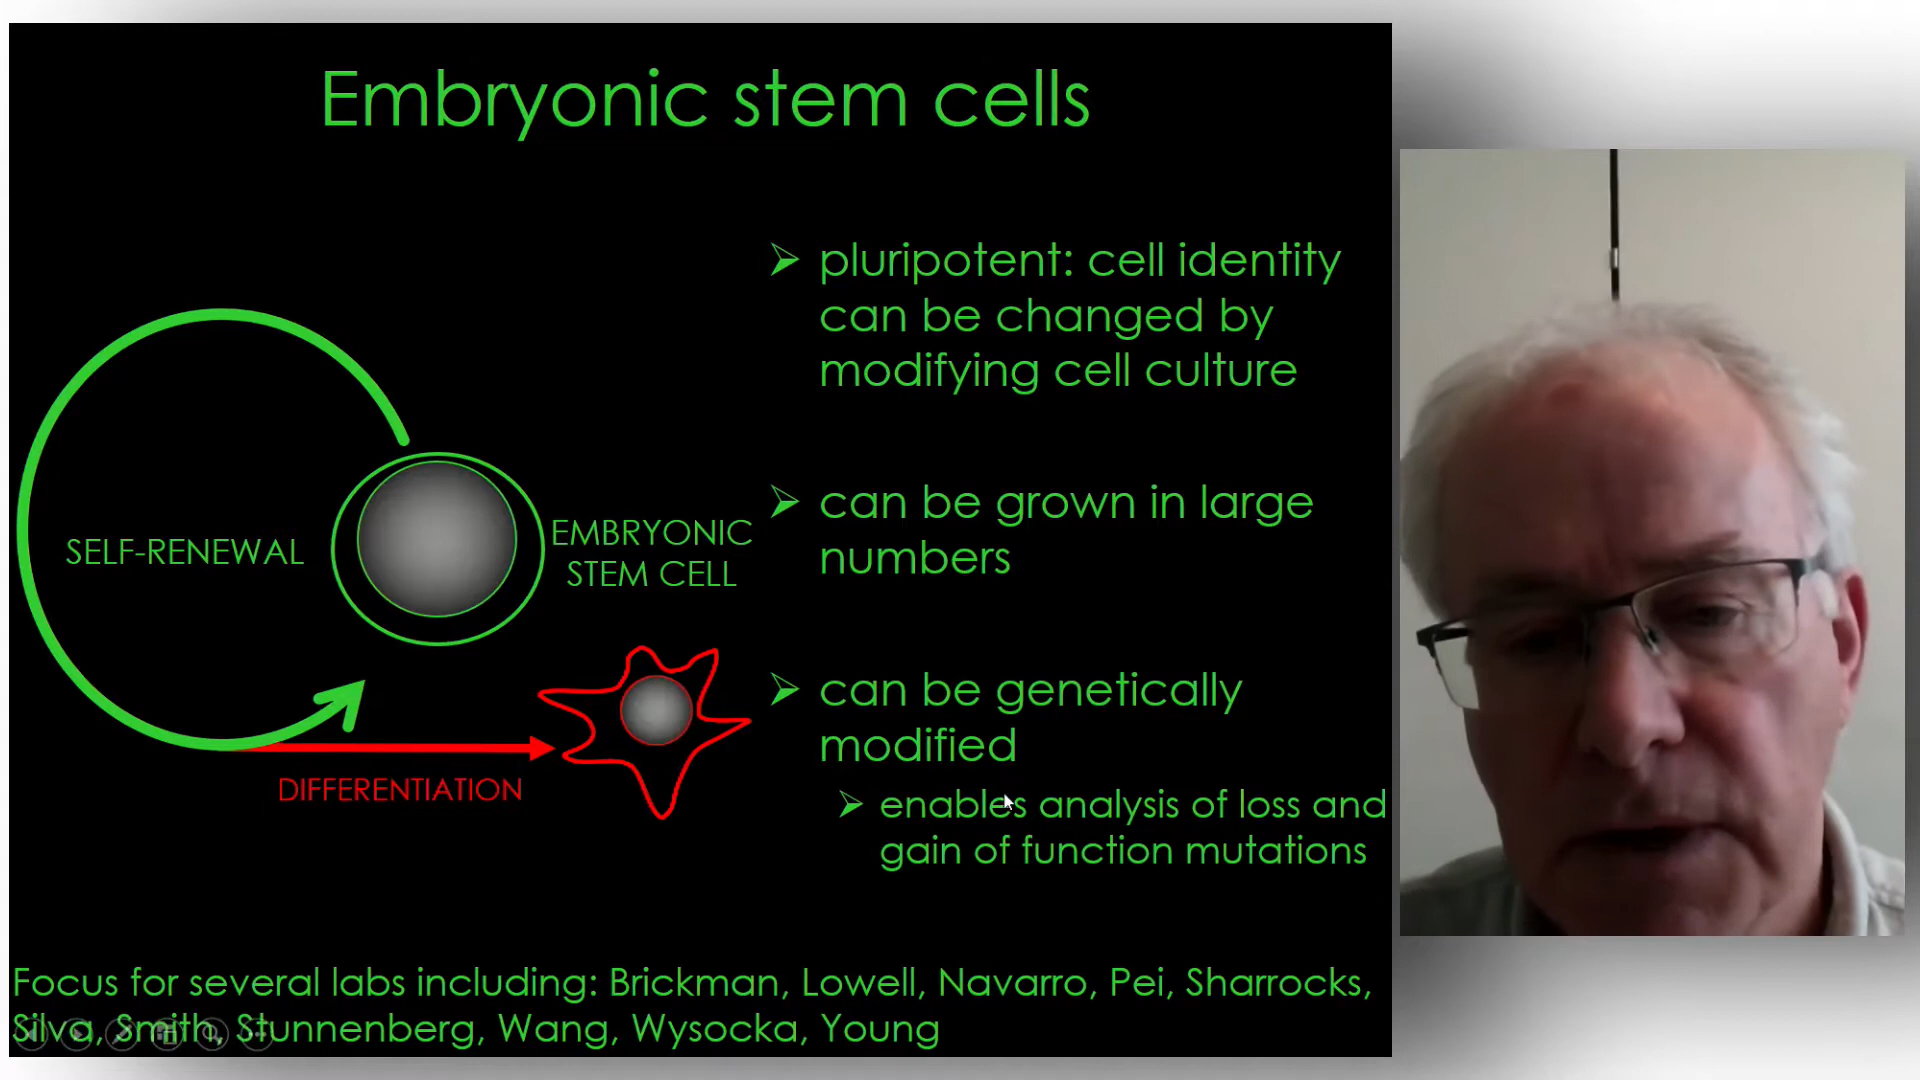 Embryonic stem cells
pluripotent: cell identity
can be changed by
modifying cell culture
can be grown in large
numbers
can be genetically
modified
enables analysis of loss and
gain of function mutations
SELF-RENEWAL
EMBRYONIC
STEM CELL
DIFFERENTIATION
Focus for several labs including: Brickman, Lowell, Navarro, Pei, Sharrocks,
Silva, Smith, Stunnenberg, Wang, Wysocka, Young